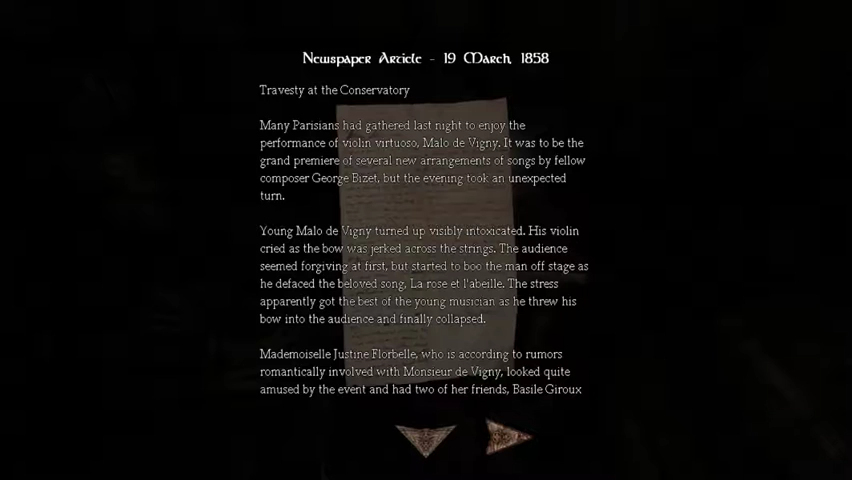 Newspaper Article - 19 March, 1858
Travesty at the Conservatory
Many Parisians had gathered last night to enjoy the
performance of violin virtuoso, Malo de Vigny. It was to be the
grand premiere of several new arrangements of songs by fellow
composer George Bizet, but the evening took an unexpected
turn.
Young Malo de Vigny turned up visibly intoxicated. His violin
cried as the bow was jerked across the strings. The audience
seemed forgiving at first, but started to boo the man off stage as
he defaced the beloved song, La rose et l'abeille. The stress
apparently got the best of the young musician as he threw his
bow into the audience and finally collapsed.
Mademoiselle Justine Florbelle, who is according to rumors
romantically involved with Monsieur de Vigny, looked quite
amused by the event and had two of her friends, Basile Giroux